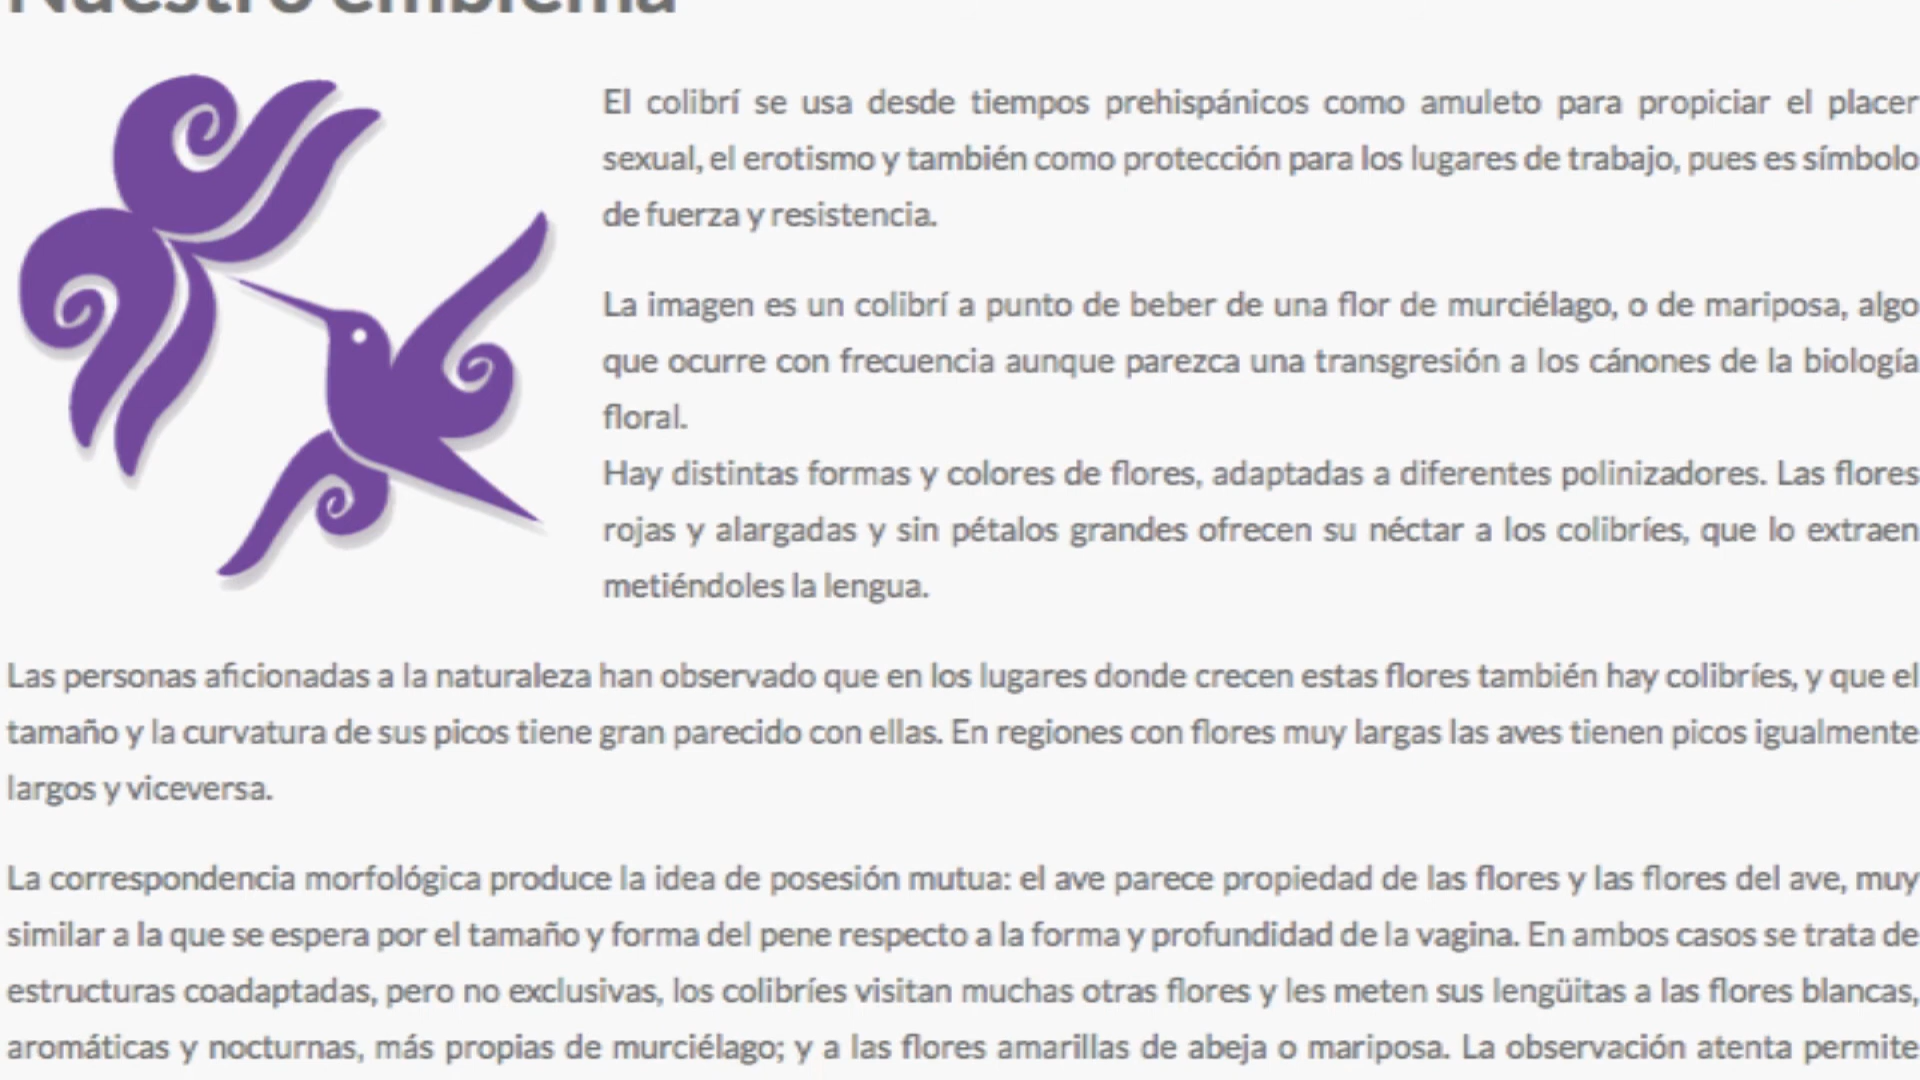 Nuestro emblema
El colibrí se usa desde tiempos prehispánicos como amuleto para propiciar el placer
sexual, el erotismo y también como protección para los lugares de trabajo, pues es símbolo
de fuerza y resistencia.
La imagen es un colibrí a punto de beber de una flor de murciélago, o de mariposa, algo
que ocurre con frecuencia aunque parezca una transgresión a los cánones de la biología
floral.
Hay distintas formas y colores de flores, adaptadas a diferentes polinizadores. Las flores
rojas y alargadas y sin pétalos grandes ofrecen su néctar a los colibríes, que lo extraen
metiéndoles la lengua.
Las personas aficionadas a la naturaleza han observado que en los lugares donde crecen estas flores también hay colibríes, y que el
tamaño y la curvatura de sus picos tiene gran parecido con ellas. En regiones con flores muy largas las aves tienen picos igualmente
largos y viceversa.
La correspondencia morfológica produce la idea de posesión mutua: el ave parece propiedad de las flores y las flores del ave, muy
similar a la que se espera por el tamaño y forma del pene respecto a la forma y profundidad de la vagina. En ambos casos se trata de
estructuras coadaptadas, pero no exclusivas, los colibríes visitan muchas otras flores y les meten sus lengüitas a las flores blancas,
aromáticas y nocturnas, más propias de murciélago; y a las flores amarillas de abeja o mariposa. La observación atenta permite